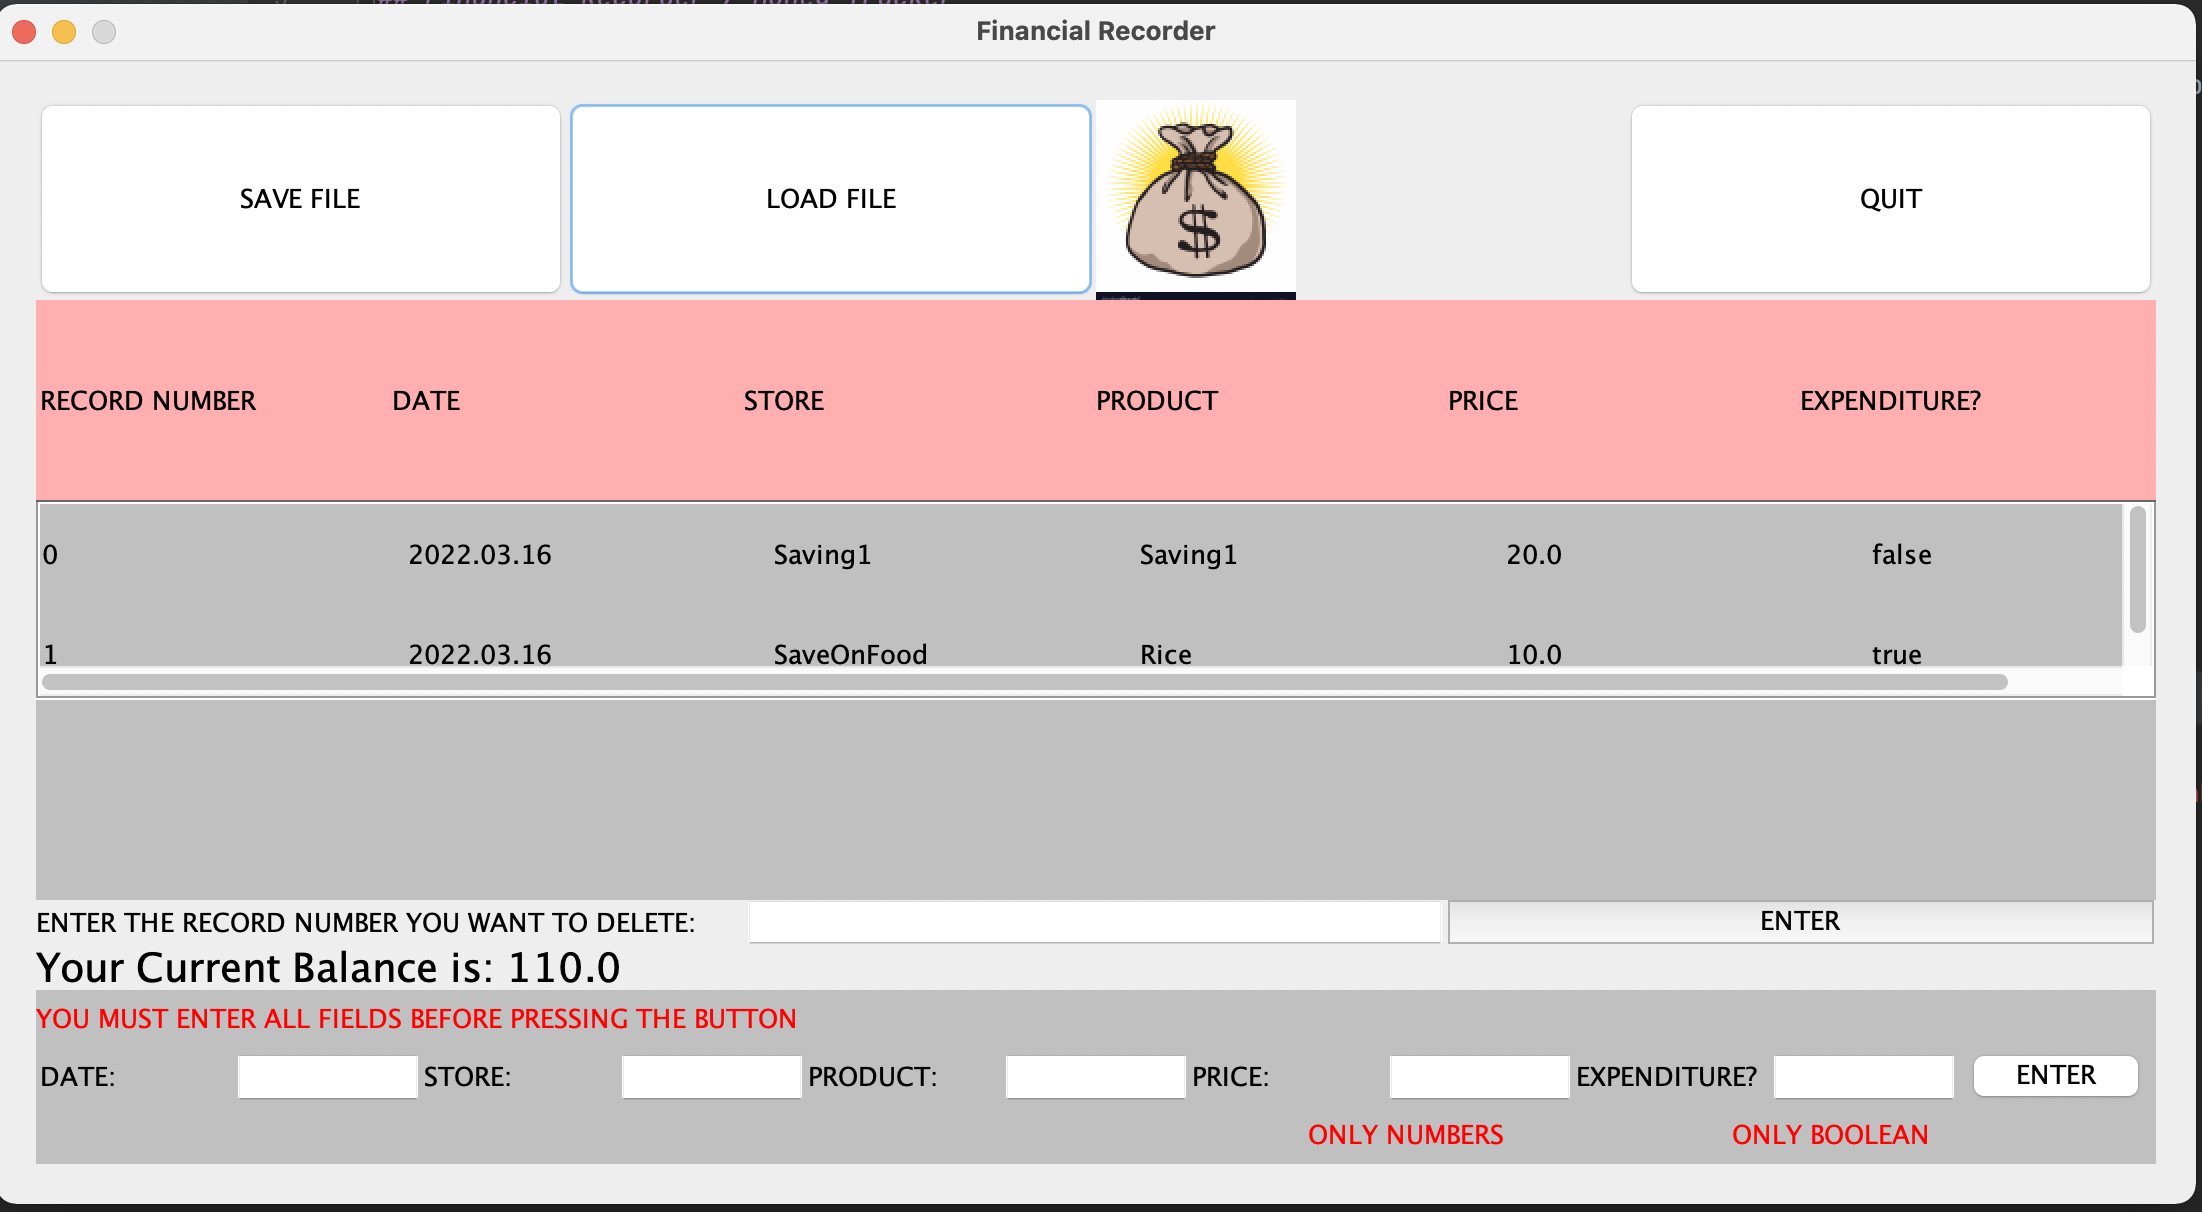 Financial Recorder
SAVE FILE
LOAD FILE
$
QUIT
RECORD NUMBER DATE STORE PRODUCT PRICE EXPENDITURE?
0 2022.03.16 Saving1 Saving1 20.0 false
1 2022.03.16 SaveOnFood Rice 10.0 true
ENTER THE RECORD NUMBER YOU WANT TO DELETE: ENTER
Your Current Balance is: 110.0
YOU MUST ENTER ALL FIELDS BEFORE PRESSING THE BUTTON
DATE: STORE: PRODUCT: PRICE: EXPENDITURE? ENTER
ONLY NUMBERS ONLY BOOLEAN